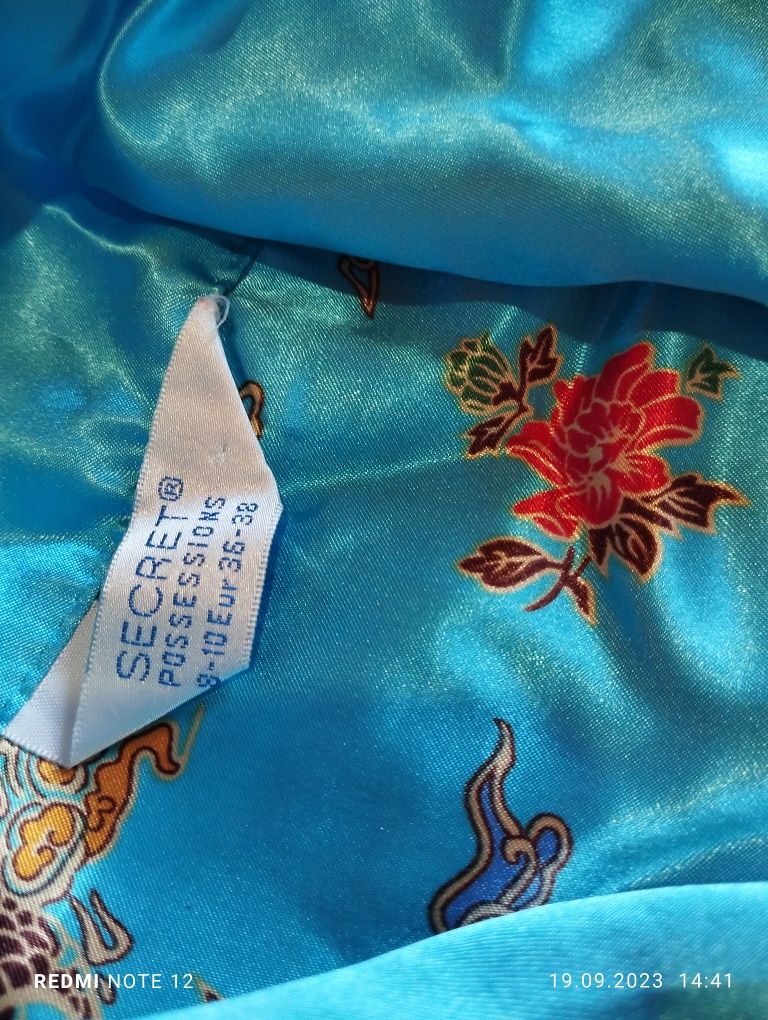 SECRET®
POSSESSIONS
8-10 Eur 36-38
REDMI NOTE 12
19.09.2023 14:41